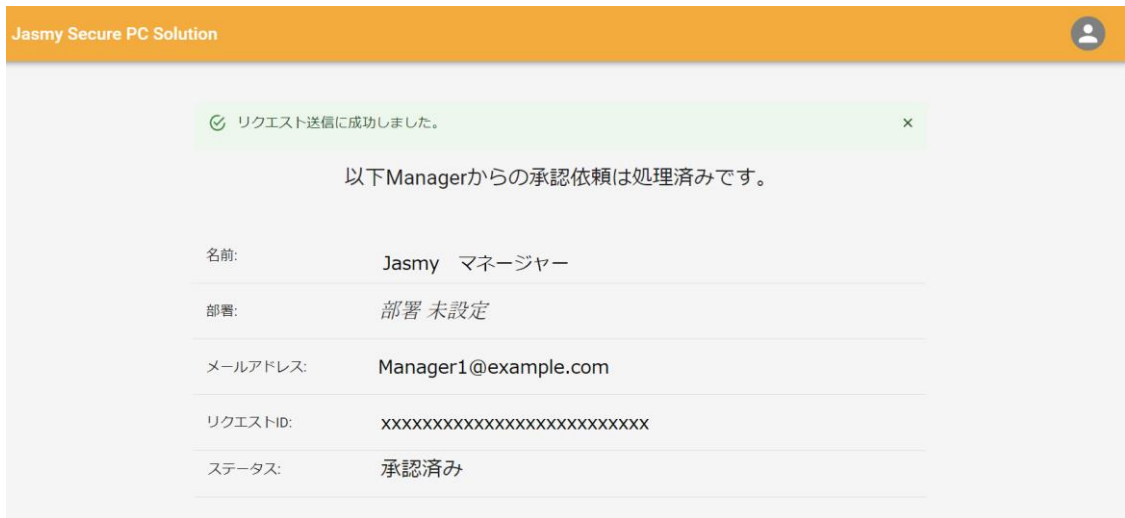 Jasmy Secure PC Solution
リクエスト送信に成功しました。 ×
以下Managerからの承認依頼は処理済みです。
名前: Jasmy マネージャー
部署: 部署 未設定
メールアドレス: Manager1@example.com
リクエストID: xxxxxxxxxxxxxxxxxxxxxxxxxx
ステータス: 承認済み